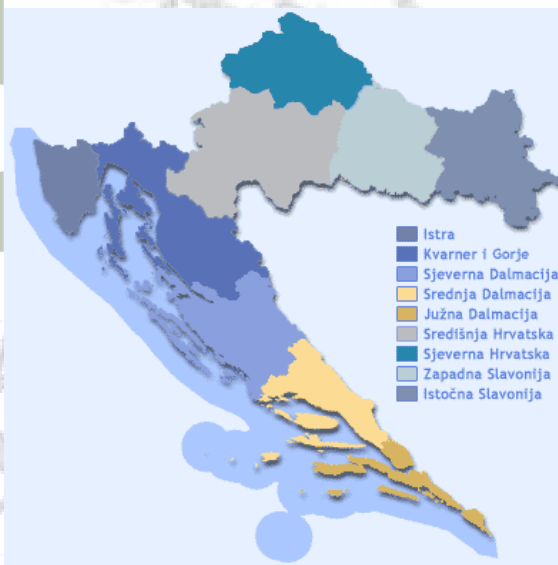 Istra
Kvarner i Gorje
Sjeverna Dalmacija
Srednja Dalmacija
Južna Dalmacija
Središnja Hrvatska
Sjeverna Hrvatska
Zapadna Slavonija
Istočna Slavonija